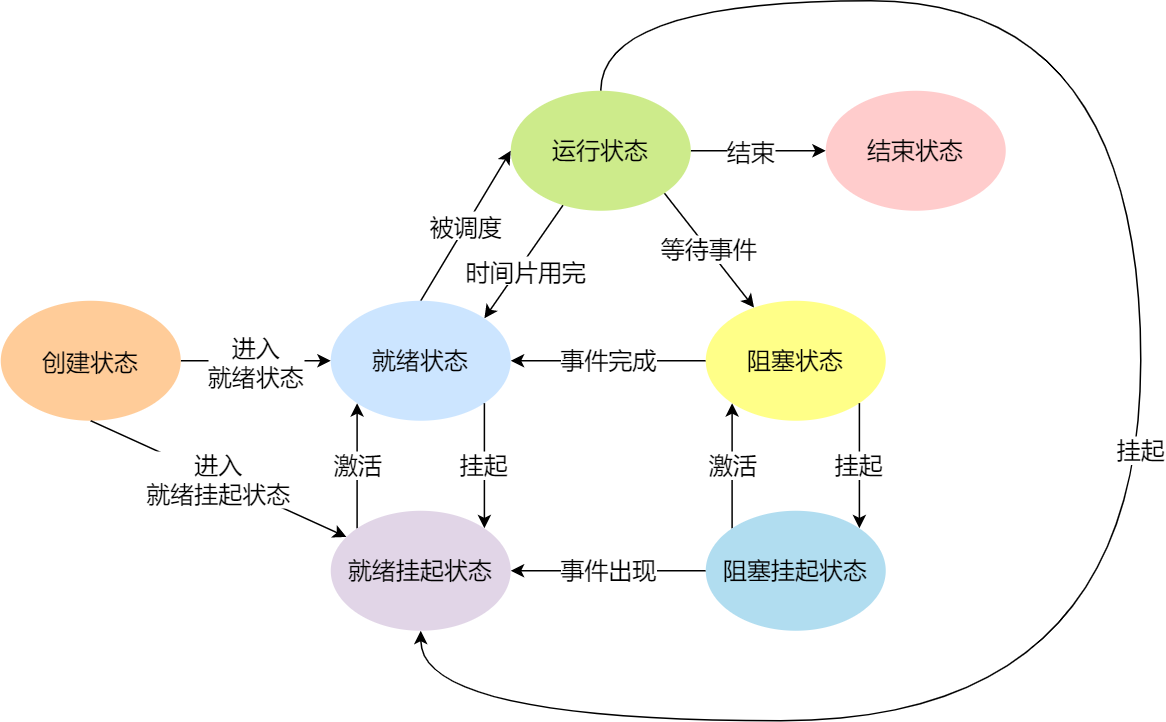 运行状态
结束
结束状态
被调度
等待事件
时间片用完
创建状态
进入
就绪状态
就绪状态
事件完成
阻塞状态
进入
就绪挂起状态
激活
挂起
激活
挂起
挂起
就绪挂起状态
事件出现
阻塞挂起状态